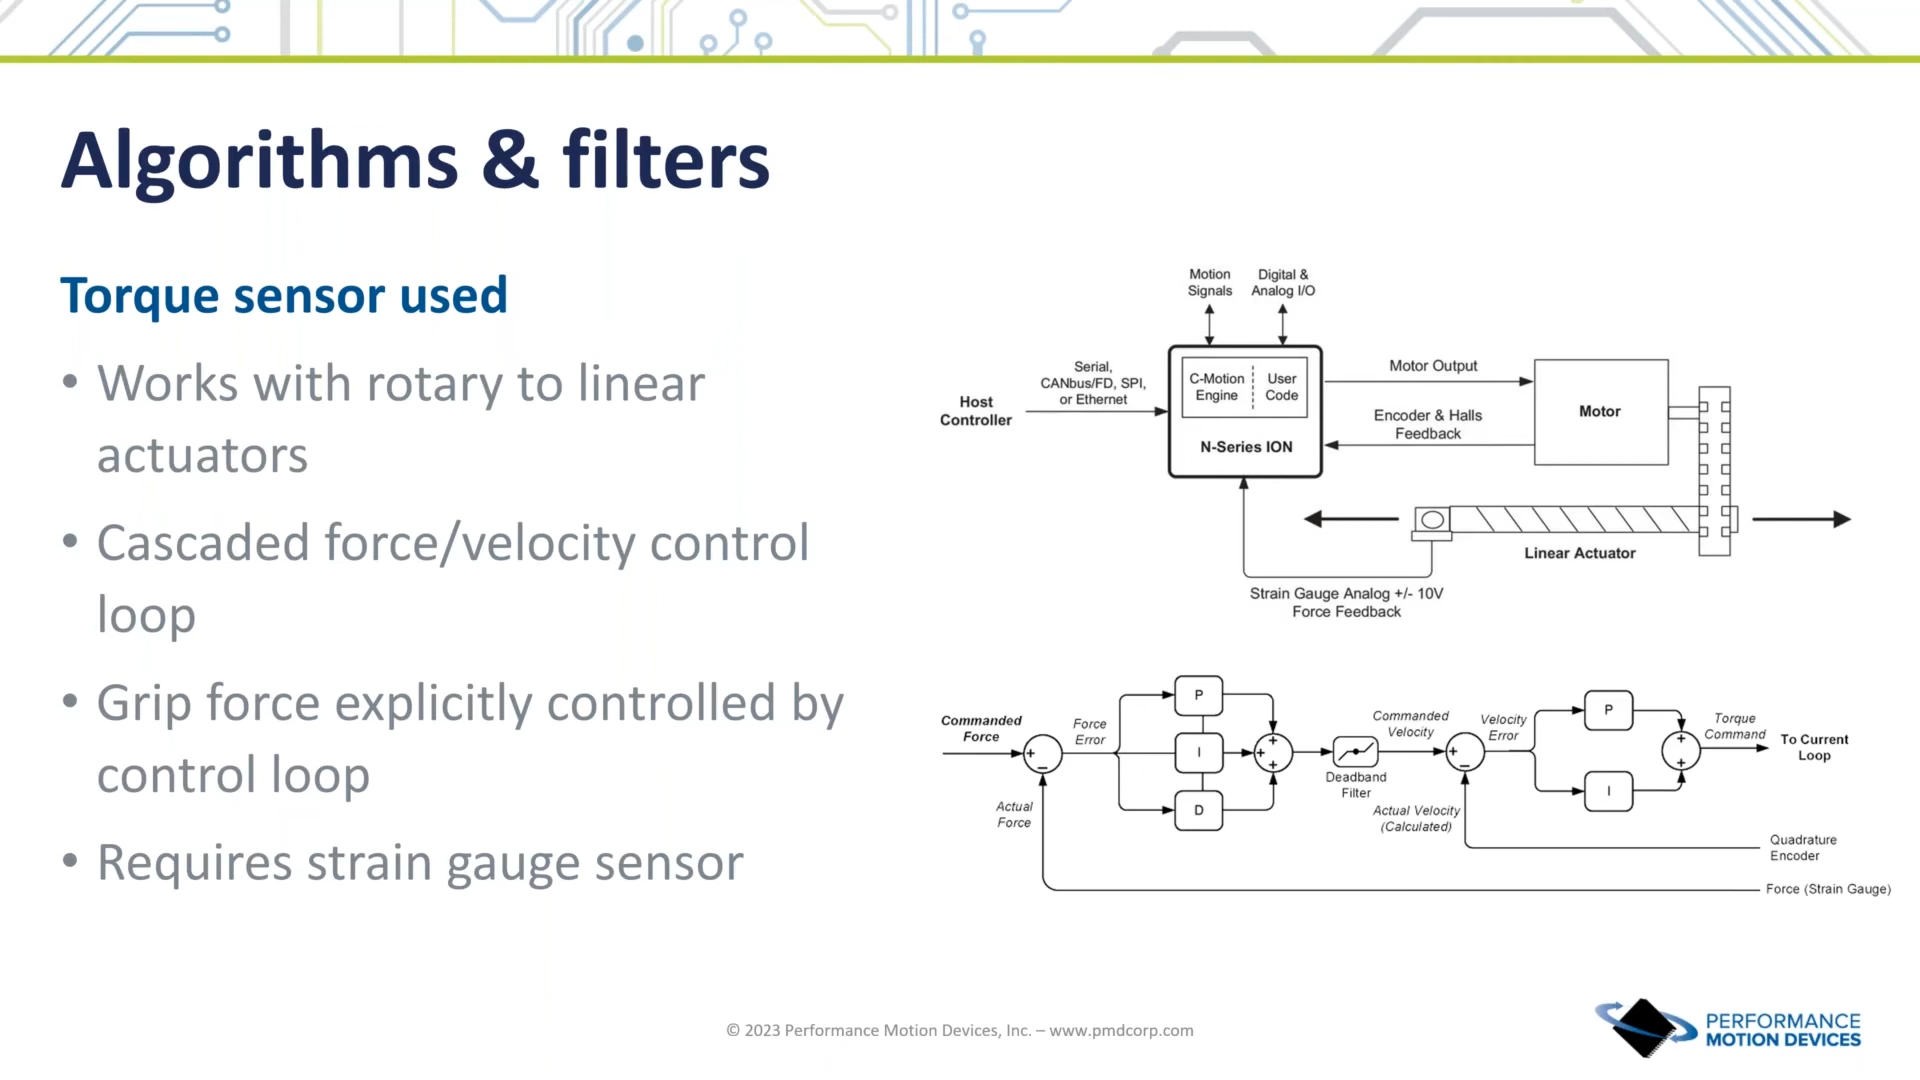 Algorithms & filters
Torque sensor used
• Works with rotary to linear
actuators
• Cascaded force/velocity control
loop
• Grip force explicitly controlled by
control loop
• Requires strain gauge sensor
Motion
Signals
Digital &
Analog I/O
Serial,
CANbus/FD, SPI,
or Ethernet
Host
Controller
C-Motion
Engine
User
Code
N-Series ION
Motor Output
Encoder & Halls
Feedback
Motor
Linear Actuator
Strain Gauge Analog +/- 10V
Force Feedback
Commanded
Force
+
−
Force
Error
Actual
Force
P
I
D
+
+
+
Deadband
Filter
Commanded
Velocity
+
−
Velocity
Error
Actual Velocity
(Calculated)
P
I
+
+
Torque
Command
To Current
Loop
Quadrature
Encoder
Force (Strain Gauge)
© 2023 Performance Motion Devices, Inc. – www.pmdcorp.com
PERFORMANCE
MOTION DEVICES